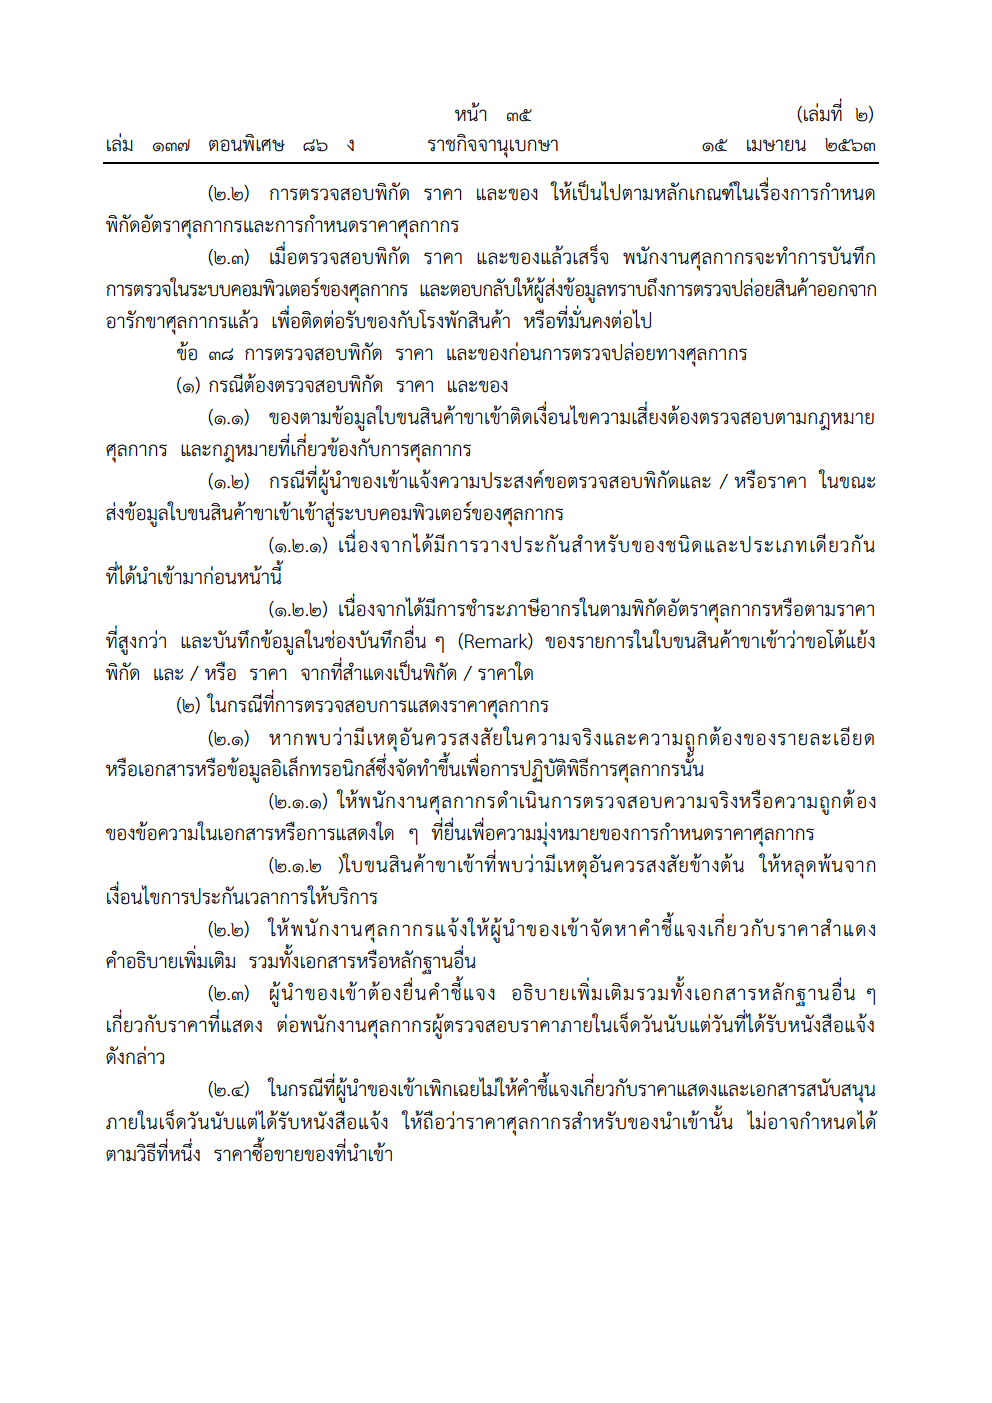 หน้า ๓๕ (เล่มที่ ๒)
เล่ม ๑๓๗ ตอนพิเศษ ๘๖ ง ราชกิจจานุเบกษา ๑๕ เมษายน ๒๕๖๓
(๒.๒) การตรวจสอบพิกัด ราคา และของ ให้เป็นไปตามหลักเกณฑ์ในเรื่องการกำหนด
พิกัดอัตราศุลกากรและการกำหนดราคาศุลกากร
(๒.๓) เมื่อตรวจสอบพิกัด ราคา และของแล้วเสร็จ พนักงานศุลกากรจะทำการบันทึก
การตรวจในระบบคอมพิวเตอร์ของศุลกากร และตอบกลับให้ผู้ส่งข้อมูลทราบถึงการตรวจปล่อยสินค้าออกจาก
อารักขาศุลกากรแล้ว เพื่อติดต่อรับของกับโรงพักสินค้า หรือที่มั่นคงต่อไป
ข้อ ๓๘ การตรวจสอบพิกัด ราคา และของก่อนการตรวจปล่อยทางศุลกากร
(๑) กรณีต้องตรวจสอบพิกัด ราคา และของ
(๑.๑) ของตามข้อมูลใบขนสินค้าขาเข้าติดเงื่อนไขความเสี่ยงต้องตรวจสอบตามกฎหมาย
ศุลกากร และกฎหมายที่เกี่ยวข้องกับการศุลกากร
(๑.๒) กรณีที่ผู้นำของเข้าแจ้งความประสงค์ขอตรวจสอบพิกัดและ / หรือราคา ในขณะ
ส่งข้อมูลใบขนสินค้าขาเข้าเข้าสู่ระบบคอมพิวเตอร์ของศุลกากร
(๑.๒.๑) เนื่องจากได้มีการวางประกันสำหรับของชนิดและประเภทเดียวกัน
ที่ได้นำเข้ามาก่อนหน้านี้
(๑.๒.๒) เนื่องจากได้มีการชำระภาษีอากรในตามพิกัดอัตราศุลกากรหรือตามราคา
ที่สูงกว่า และบันทึกข้อมูลในช่องบันทึกอื่น ๆ (Remark) ของรายการในใบขนสินค้าขาเข้าว่าขอโต้แย้ง
พิกัด และ / หรือ ราคา จากที่สำแดงเป็นพิกัด / ราคาใด
(๒) ในกรณีที่การตรวจสอบการแสดงราคาศุลกากร
(๒.๑) หากพบว่ามีเหตุอันควรสงสัยในความจริงและความถูกต้องของรายละเอียด
หรือเอกสารหรือข้อมูลอิเล็กทรอนิกส์ซึ่งจัดทำขึ้นเพื่อการปฏิบัติพิธีการศุลกากรนั้น
(๒.๑.๑) ให้พนักงานศุลกากรดำเนินการตรวจสอบความจริงหรือความถูกต้อง
ของข้อความในเอกสารหรือการแสดงใด ๆ ที่ยื่นเพื่อความมุ่งหมายของการกำหนดราคาศุลกากร
(๒.๑.๒ )ใบขนสินค้าขาเข้าที่พบว่ามีเหตุอันควรสงสัยข้างต้น ให้หลุดพ้นจาก
เงื่อนไขการประกันเวลาการให้บริการ
(๒.๒) ให้พนักงานศุลกากรแจ้งให้ผู้นำของเข้าจัดหาคำชี้แจงเกี่ยวกับราคาสำแดง
คำอธิบายเพิ่มเติม รวมทั้งเอกสารหรือหลักฐานอื่น
(๒.๓) ผู้นำของเข้าต้องยื่นคำชี้แจง อธิบายเพิ่มเติมรวมทั้งเอกสารหลักฐานอื่น ๆ
เกี่ยวกับราคาที่แสดง ต่อพนักงานศุลกากรผู้ตรวจสอบราคาภายในเจ็ดวันนับแต่วันที่ได้รับหนังสือแจ้ง
ดังกล่าว
(๒.๔) ในกรณีที่ผู้นำของเข้าเพิกเฉยไม่ให้คำชี้แจงเกี่ยวกับราคาแสดงและเอกสารสนับสนุน
ภายในเจ็ดวันนับแต่ได้รับหนังสือแจ้ง ให้ถือว่าราคาศุลกากรสำหรับของนำเข้านั้น ไม่อาจกำหนดได้
ตามวิธีที่หนึ่ง ราคาซื้อขายของที่นำเข้า